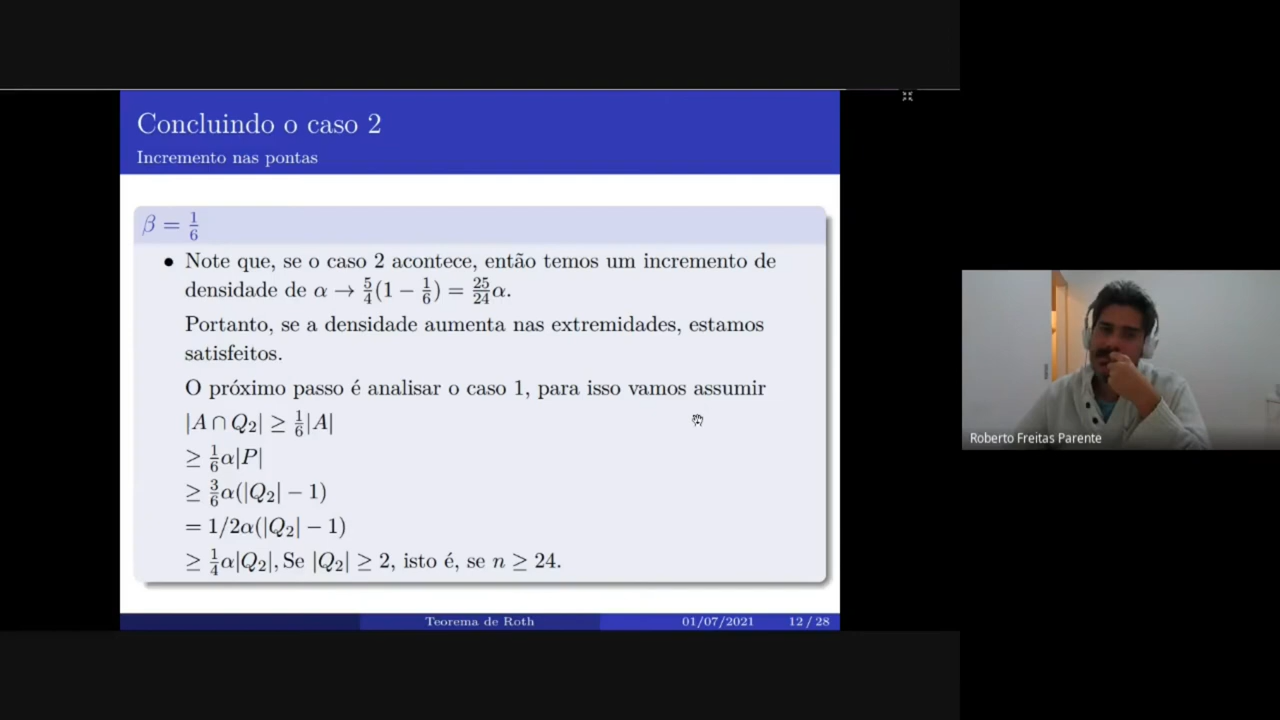 Concluindo o caso 2
Incremento nas pontas
β = 1/6
• Note que, se o caso 2 acontece, então temos um incremento de
densidade de α → 5/4(1 − 1/6) = 25/24α.
Portanto, se a densidade aumenta nas extremidades, estamos
satisfeitos.
O próximo passo é analisar o caso 1, para isso vamos assumir
|A ∩ Q₂| ≥ 1/6|A|
≥ 1/6α|P|
≥ 3/6α(|Q₂| − 1)
= 1/2α(|Q₂| − 1)
≥ 1/4α|Q₂|, Se |Q₂| ≥ 2, isto é, se n ≥ 24.
Teorema de Roth
01/07/2021
12 / 28
Roberto Freitas Parente